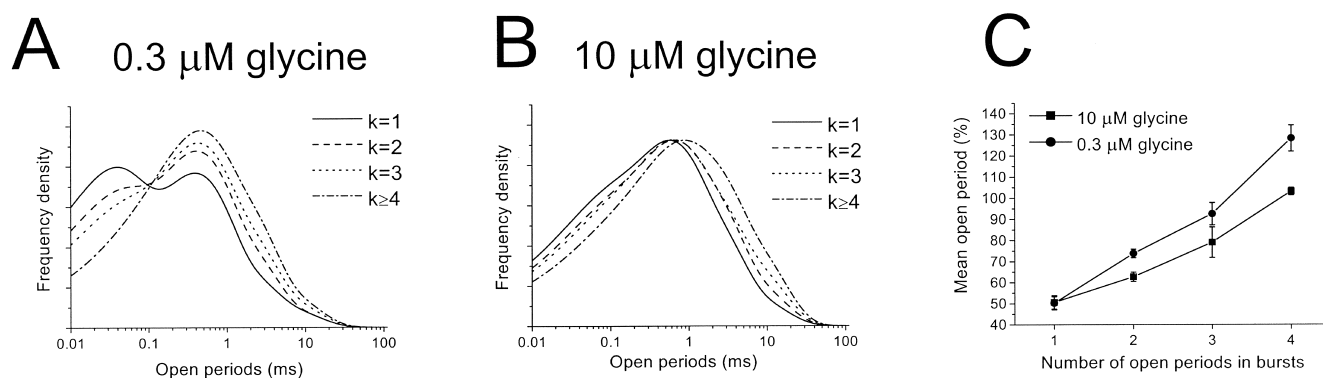 A
0.3 μM glycine
Frequency density
k=1
k=2
k=3
k≥4
0.01
0.1
1
10
100
Open periods (ms)
B
10 μM glycine
Frequency density
k=1
k=2
k=3
k≥4
0.01
0.1
1
10
100
Open periods (ms)
C
Mean open period (%)
140
130
120
110
100
90
80
70
60
50
40
10 μM glycine
0.3 μM glycine
1
2
3
4
Number of open periods in bursts